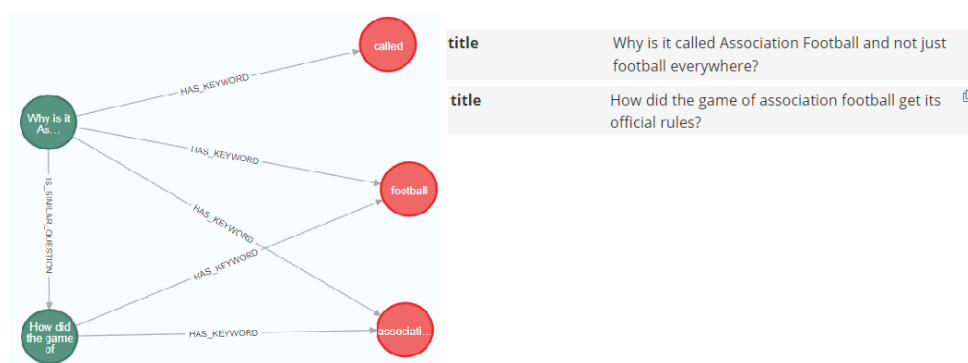 called
title
Why is it called Association Football and not just
football everywhere?
title
How did the game of association football get its
official rules?
HAS_KEYWORD
Why is it
As...
HAS_KEYWORD
football
IS_SIMILAR_QUESTION
HAS_KEYWORD
HAS_KEYWORD
How did
the game
of
HAS_KEYWORD
associati...